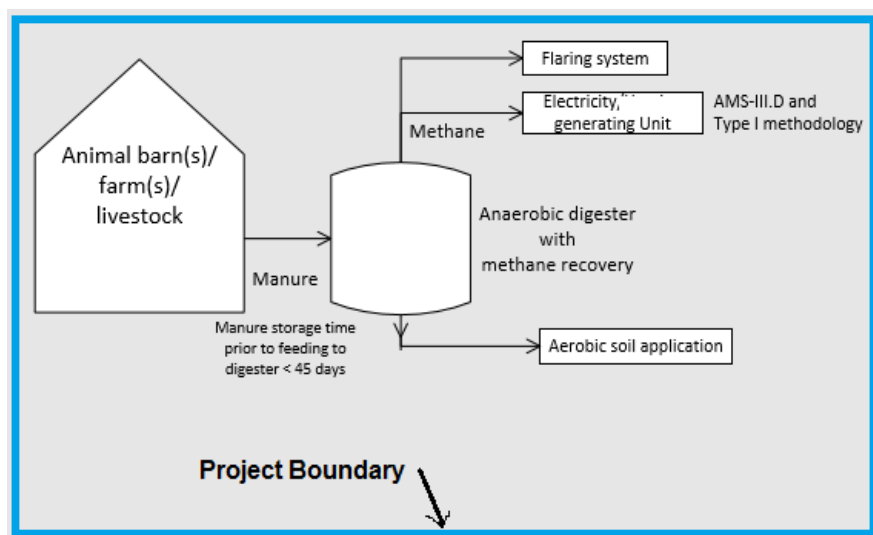 Flaring system
Electricity/
generating Unit
AMS-III.D and
Type I methodology
Methane
Animal barn(s)/
farm(s)/
livestock
Anaerobic digester
with
methane recovery
Manure
Manure storage time
prior to feeding to
digester < 45 days
Aerobic soil application
Project Boundary